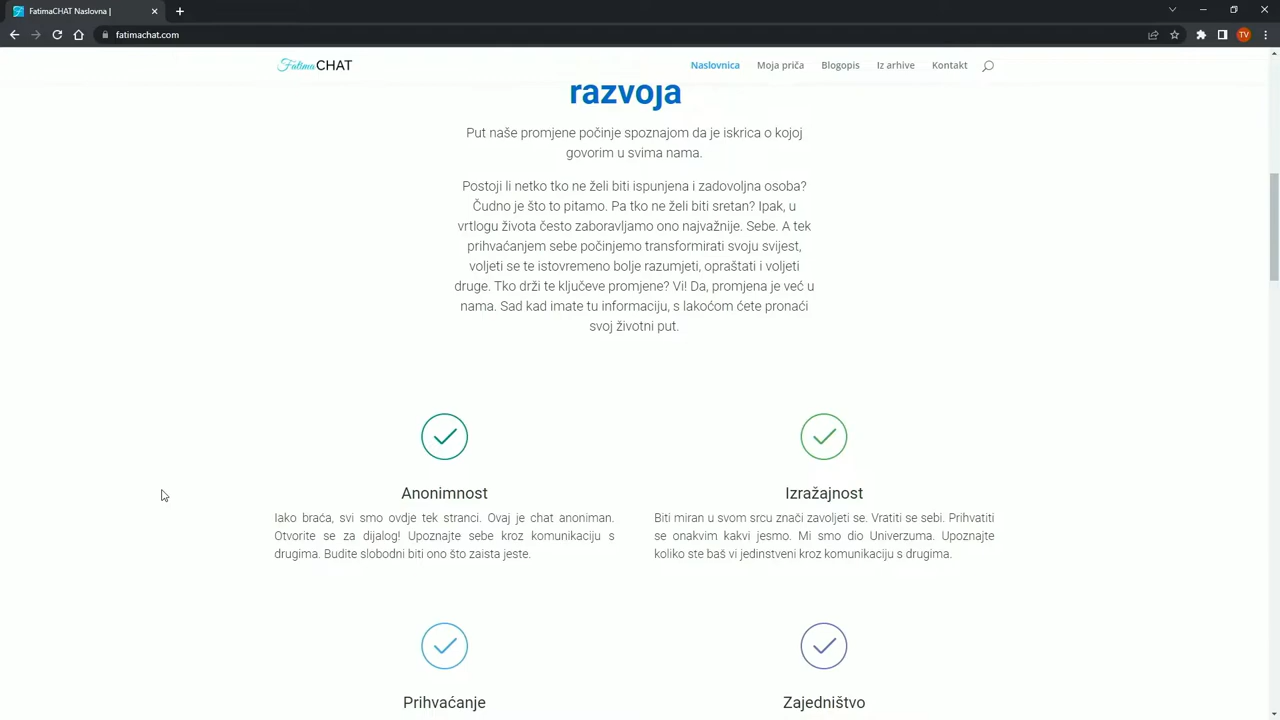 FatimaCHAT Naslovna |
fatimachat.com
TV
FatimaCHAT
Naslovnica
Moja priča
Blogopis
Iz arhive
Kontakt
razvoja
Put naše promjene počinje spoznajom da je iskrica o kojoj
govorim u svima nama.
Postoji li netko tko ne želi biti ispunjena i zadovoljna osoba?
Čudno je što to pitamo. Pa tko ne želi biti sretan? Ipak, u
vrtlogu života često zaboravljamo ono najvažnije. Sebe. A tek
prihvaćanjem sebe počinjemo transformirati svoju svijest,
voljeti se te istovremeno bolje razumjeti, opraštati i voljeti
druge. Tko drži te ključeve promjene? Vi! Da, promjena je već u
nama. Sad kad imate tu informaciju, s lakoćom ćete pronaći
svoj životni put.
Anonimnost
Iako braća, svi smo ovdje tek stranci. Ovaj je chat anoniman.
Otvorite se za dijalog! Upoznajte sebe kroz komunikaciju s
drugima. Budite slobodni biti ono što zaista jeste.
Izražajnost
Biti miran u svom srcu znači zavoljeti se. Vratiti se sebi. Prihvatiti
se onakvim kakvi jesmo. Mi smo dio Univerzuma. Upoznajte
koliko ste baš vi jedinstveni kroz komunikaciju s drugima.
Prihvaćanje
Zajedništvo